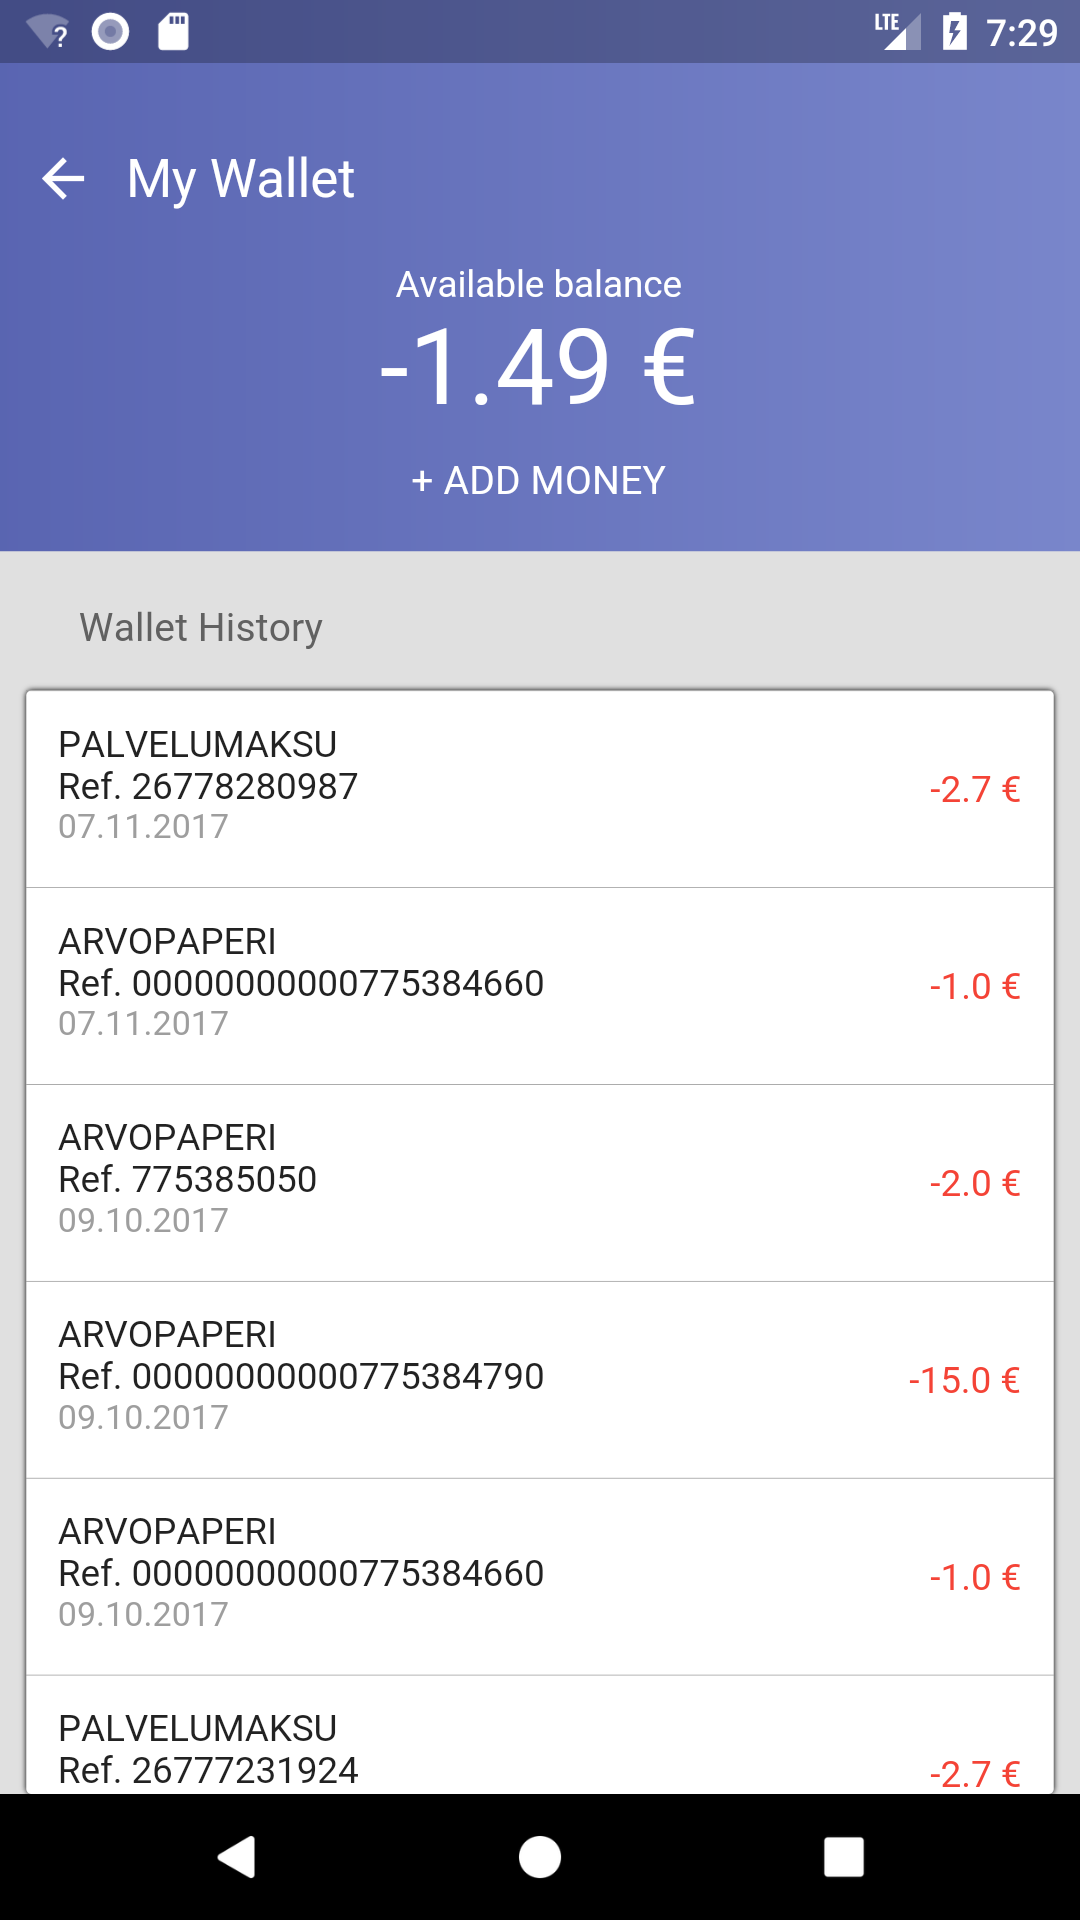 LTE 7:29
My Wallet
Available balance
-1.49 €
+ ADD MONEY
Wallet History
PALVELUMAKSU
Ref. 26778280987
-2.7 €
07.11.2017
ARVOPAPERI
Ref. 00000000000775384660
-1.0 €
07.11.2017
ARVOPAPERI
Ref. 775385050
-2.0 €
09.10.2017
ARVOPAPERI
Ref. 00000000000775384790
-15.0 €
09.10.2017
ARVOPAPERI
Ref. 00000000000775384660
-1.0 €
09.10.2017
PALVELUMAKSU
Ref. 26777231924
-2.7 €